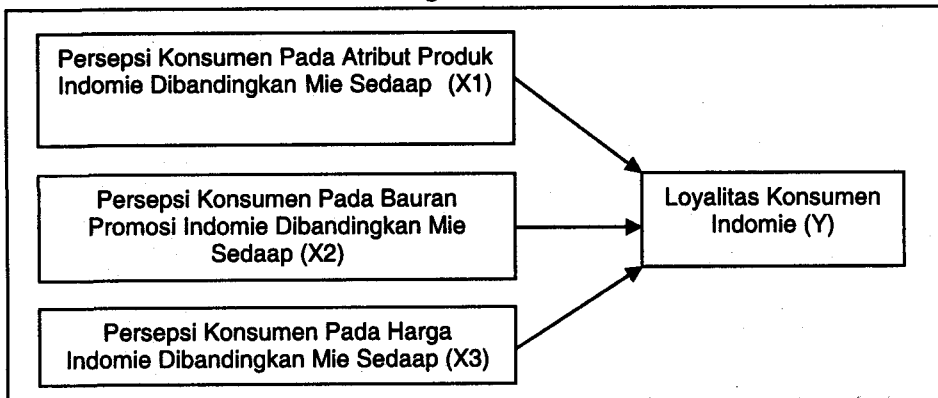 Persepsi Konsumen Pada Atribut Produk
Indomie Dibandingkan Mie Sedaap (X1)
Persepsi Konsumen Pada Bauran
Promosi Indomie Dibandingkan Mie
Sedaap (X2)
Loyalitas Konsumen
Indomie (Y)
Persepsi Konsumen Pada Harga
Indomie Dibandingkan Mie Sedaap (X3)